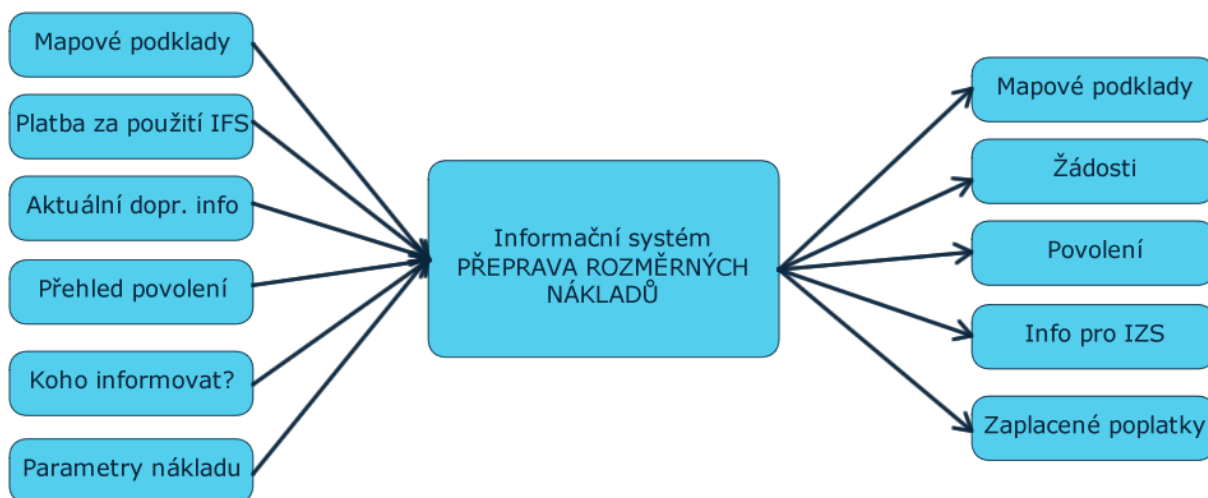 Mapové podklady
Platba za použití IFS
Aktuální dopr. info
Přehled povolení
Koho informovat?
Parametry nákladu
Informační systém
PŘEPRAVA ROZMĚRNÝCH
NÁKLADŮ
Mapové podklady
Žádosti
Povolení
Info pro IZS
Zaplacené poplatky